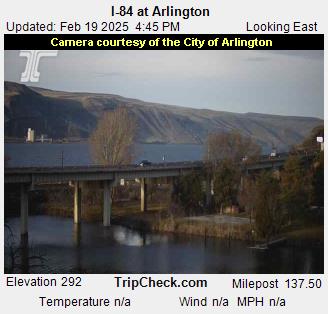 I-84 at Arlington
Updated: Feb 19 2025 4:45 PM Looking East
Camera courtesy of the City of Arlington
Elevation 292 TripCheck.com Milepost 137.50
Temperature n/a Wind n/a MPH n/a